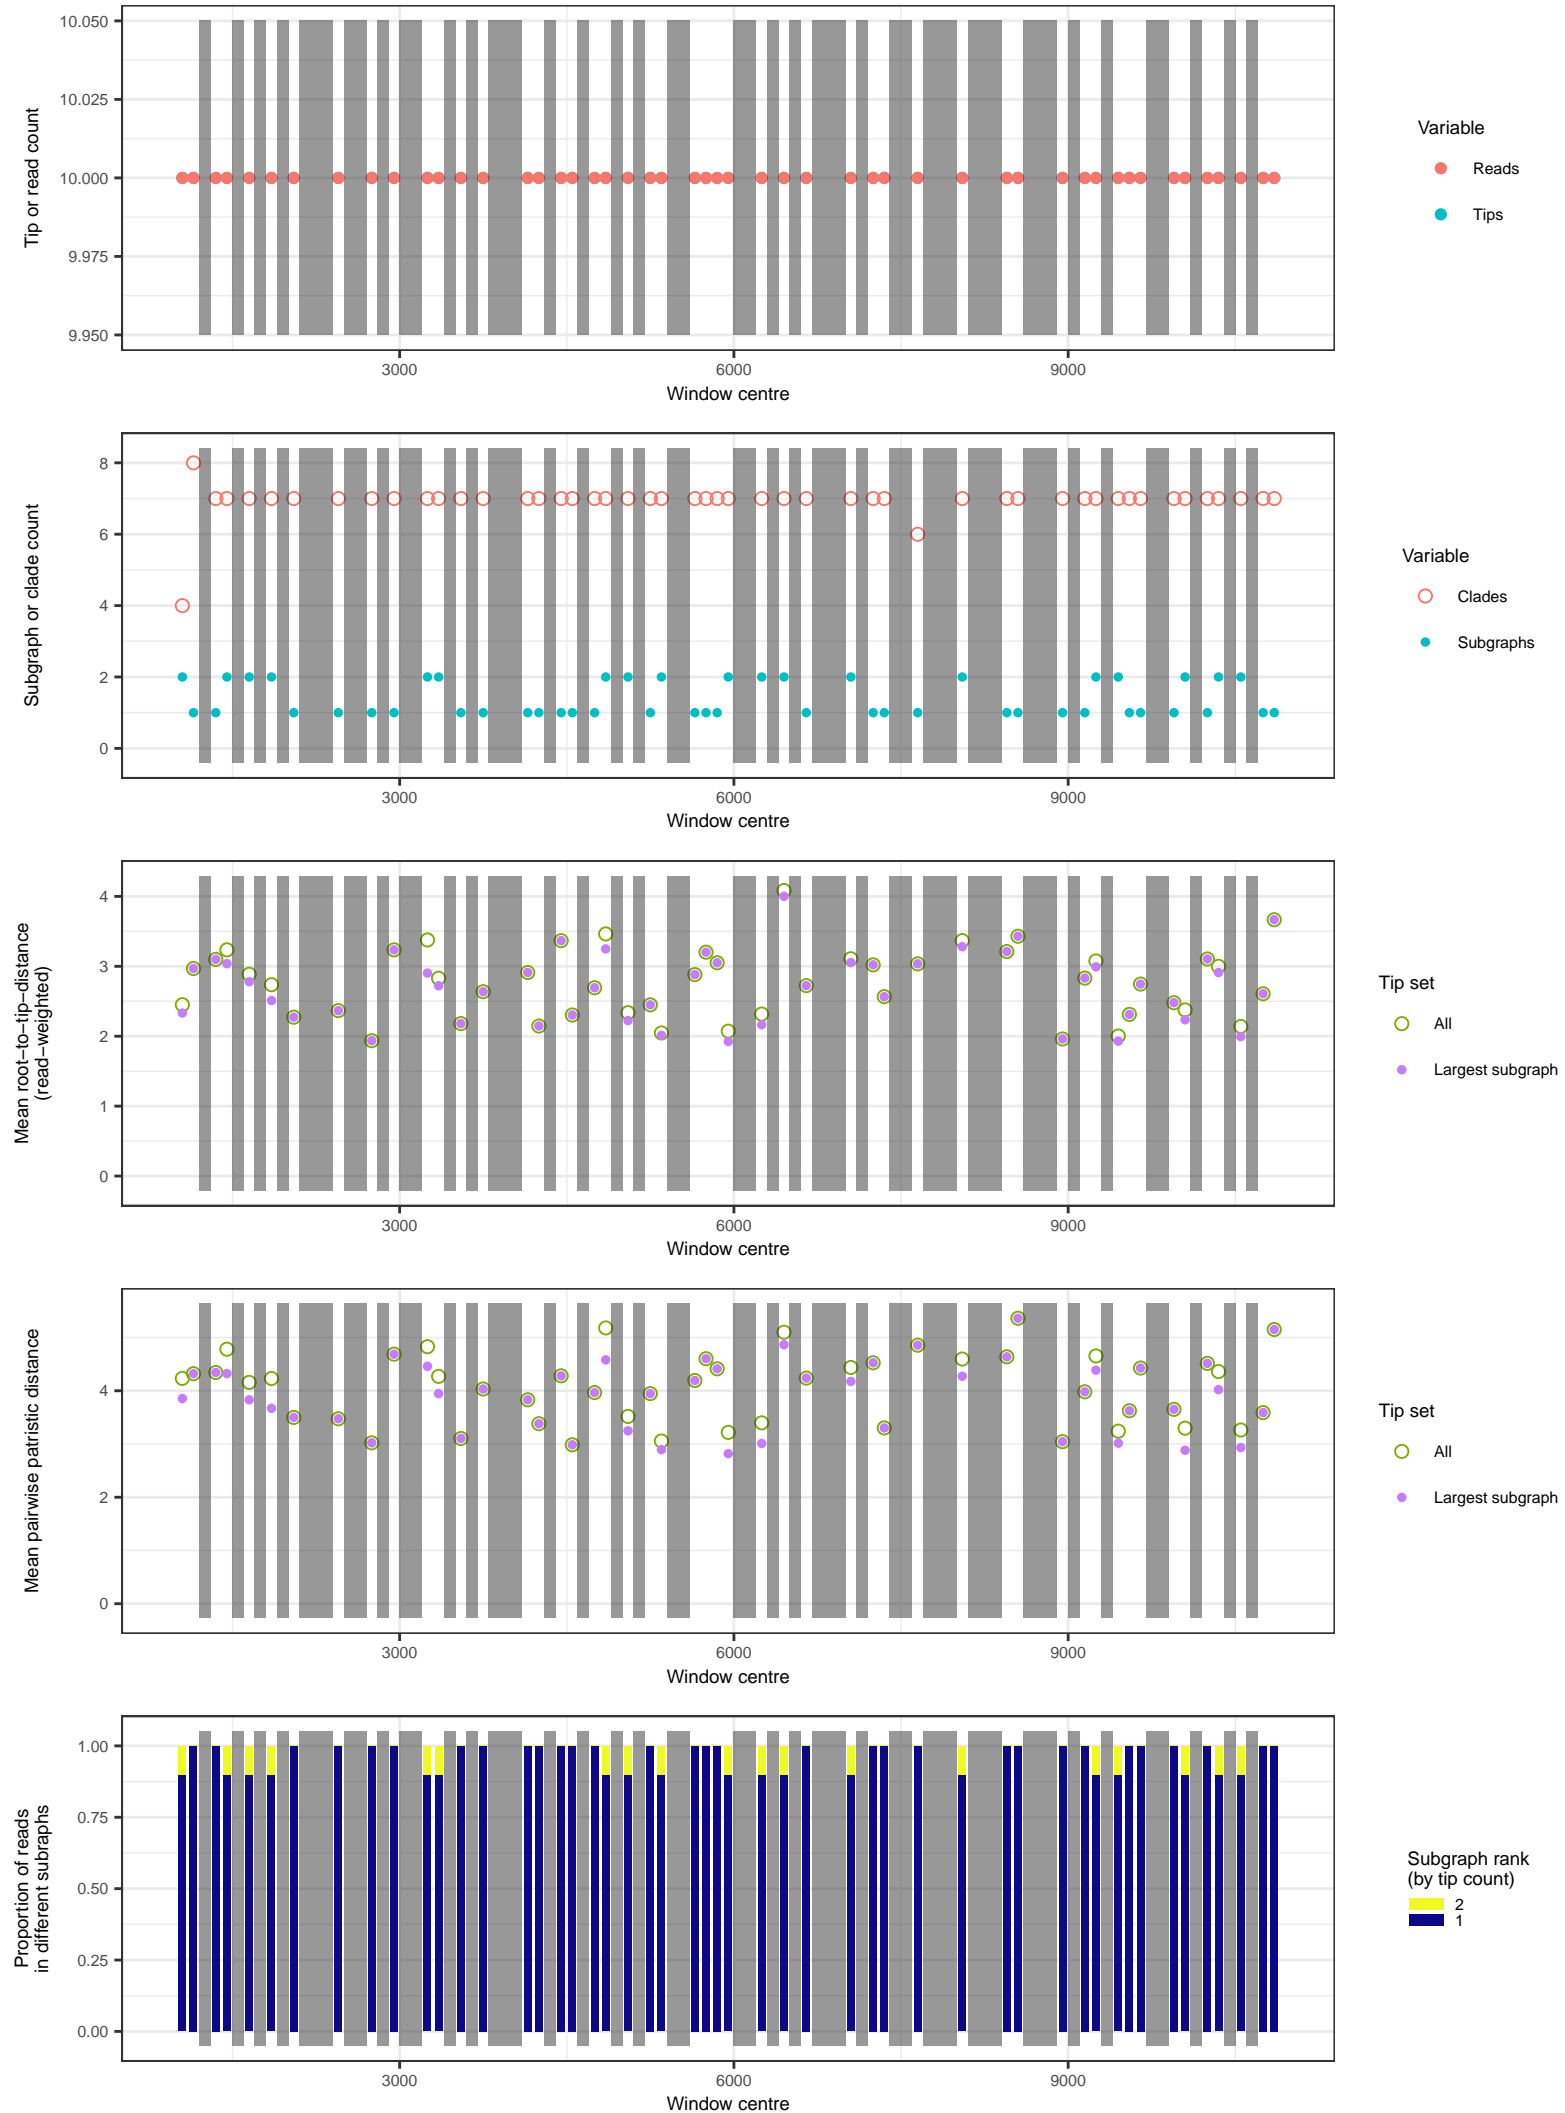 10.050
10.025
10.000
9.975
9.950
Tip or read count
3000
6000
9000
Window centre
Variable
Reads
Tips
8
6
4
2
0
Subgraph or clade count
3000
6000
9000
Window centre
Variable
Clades
Subgraphs
4
3
2
1
0
Mean root−to−tip−distance
(read−weighted)
3000
6000
9000
Window centre
Tip set
All
Largest subgraph
4
2
0
Mean pairwise patristic distance
3000
6000
9000
Window centre
Tip set
All
Largest subgraph
1.00
0.75
0.50
0.25
0.00
Proportion of reads
in different subraphs
3000
6000
9000
Window centre
Subgraph rank
(by tip count)
2
1